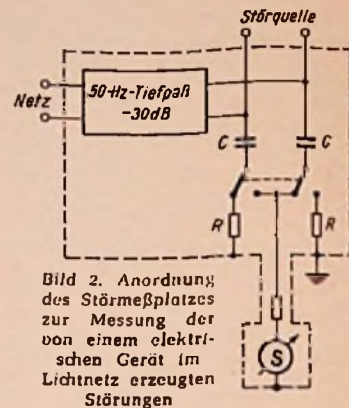 Störquelle
Netz
50-Hz-Tiefpaß
-30dB
C
C
R
R
S
Bild 2. Anordnung
des Störmeßplatzes
zur Messung der
von einem elektri-
schen Gerät im
Lichtnetz erzeugten
Störungen